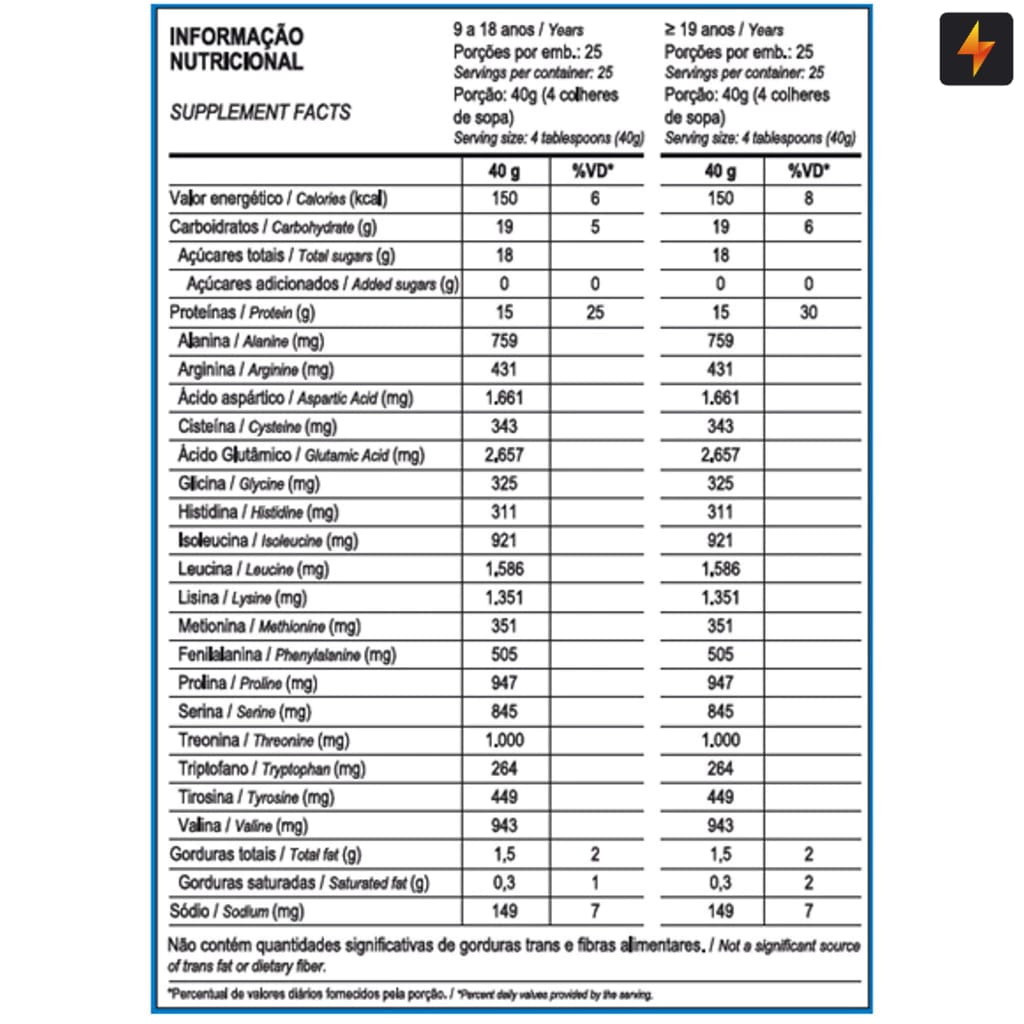 INFORMAÇÃO
NUTRICIONAL
SUPPLEMENT FACTS
9 a 18 anos / Years
Porções por emb.: 25
Servings per container: 25
Porção: 40g (4 colheres
de sopa)
Serving size: 4 tablespoons (40g)
≥ 19 anos / Years
Porções por emb.: 25
Servings per container: 25
Porção: 40g (4 colheres
de sopa)
Serving size: 4 tablespoons (40g)
40 g %VD* 40 g %VD*
Valor energético / Calories (kcal) 150 6 150 8
Carboidratos / Carbohydrate (g) 19 5 19 6
Açúcares totais / Total sugars (g) 18 18
Açúcares adicionados / Added sugars (g) 0 0 0 0
Proteínas / Protein (g) 15 25 15 30
Alanina / Alanine (mg) 759 759
Arginina / Arginine (mg) 431 431
Ácido aspártico / Aspartic Acid (mg) 1.661 1.661
Cisteína / Cysteine (mg) 343 343
Ácido Glutâmico / Glutamic Acid (mg) 2.657 2.657
Glicina / Glycine (mg) 325 325
Histidina / Histidine (mg) 311 311
Isoleucina / Isoleucine (mg) 921 921
Leucina / Leucine (mg) 1.586 1.586
Lisina / Lysine (mg) 1.351 1.351
Metionina / Methionine (mg) 351 351
Fenilalanina / Phenylalanine (mg) 505 505
Prolina / Proline (mg) 947 947
Serina / Serine (mg) 845 845
Treonina / Threonine (mg) 1.000 1.000
Triptofano / Tryptophan (mg) 264 264
Tirosina / Tyrosine (mg) 449 449
Valina / Valine (mg) 943 943
Gorduras totais / Total fat (g) 1,5 2 1,5 2
Gorduras saturadas / Saturated fat (g) 0,3 1 0,3 2
Sódio / Sodium (mg) 149 7 149 7
Não contém quantidades significativas de gorduras trans e fibras alimentares. / Not a significant source
of trans fat or dietary fiber.
*Percentual de valores diários fornecidos pela porção. / *Percent daily values provided by the serving.